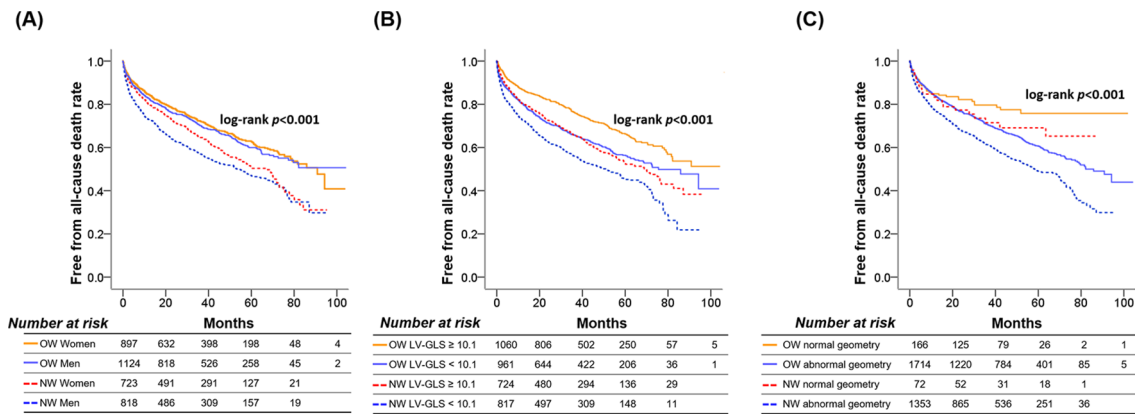 (A)
Free from all-cause death rate
1.0
0.8
0.6
0.4
0.2
0.0
log-rank p<0.001
0 20 40 60 80 100
Number at risk Months
OW Women 897 632 398 198 48 4
OW Men 1124 818 526 258 45 2
NW Women 723 491 291 127 21
NW Men 818 486 309 157 19
(B)
Free from all-cause death rate
1.0
0.8
0.6
0.4
0.2
0.0
log-rank p<0.001
0 20 40 60 80 100
Number at risk Months
OW LV-GLS ≥ 10.1 1060 806 502 250 57 5
OW LV-GLS < 10.1 961 644 422 206 36 1
NW LV-GLS ≥ 10.1 724 480 294 136 29
NW LV-GLS < 10.1 817 497 309 148 11
(C)
Free from all-cause death rate
1.0
0.8
0.6
0.4
0.2
0.0
log-rank p<0.001
0 20 40 60 80 100
Number at risk Months
OW normal geometry 166 125 79 26 2 1
OW abnormal geometry 1714 1220 784 401 85 5
NW normal geometry 72 52 31 18 1
NW abnormal geometry 1353 865 536 251 36